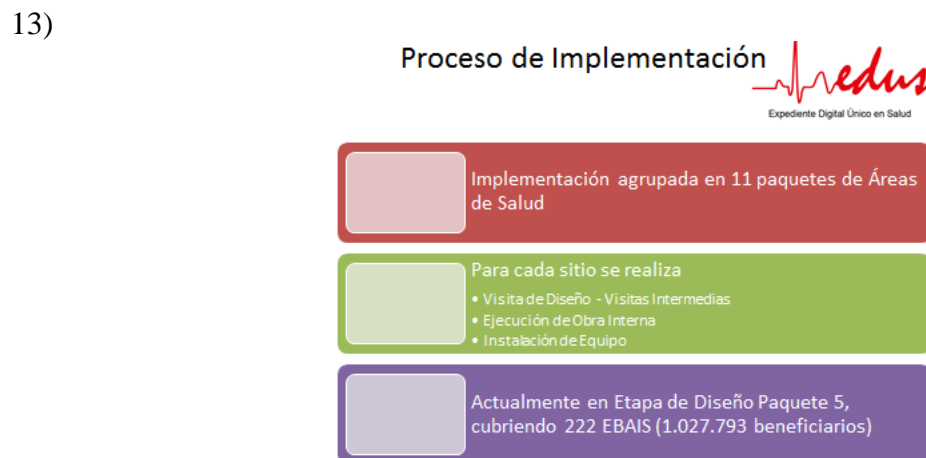 13)
Proceso de Implementación
edus
Expediente Digital Único en Salud
Implementación agrupada en 11 paquetes de Áreas
de Salud
Para cada sitio se realiza
• Visita de Diseño - Visitas Intermedias
• Ejecución de Obra Interna
• Instalación de Equipo
Actualmente en Etapa de Diseño Paquete 5,
cubriendo 222 EBAIS (1.027.793 beneficiarios)